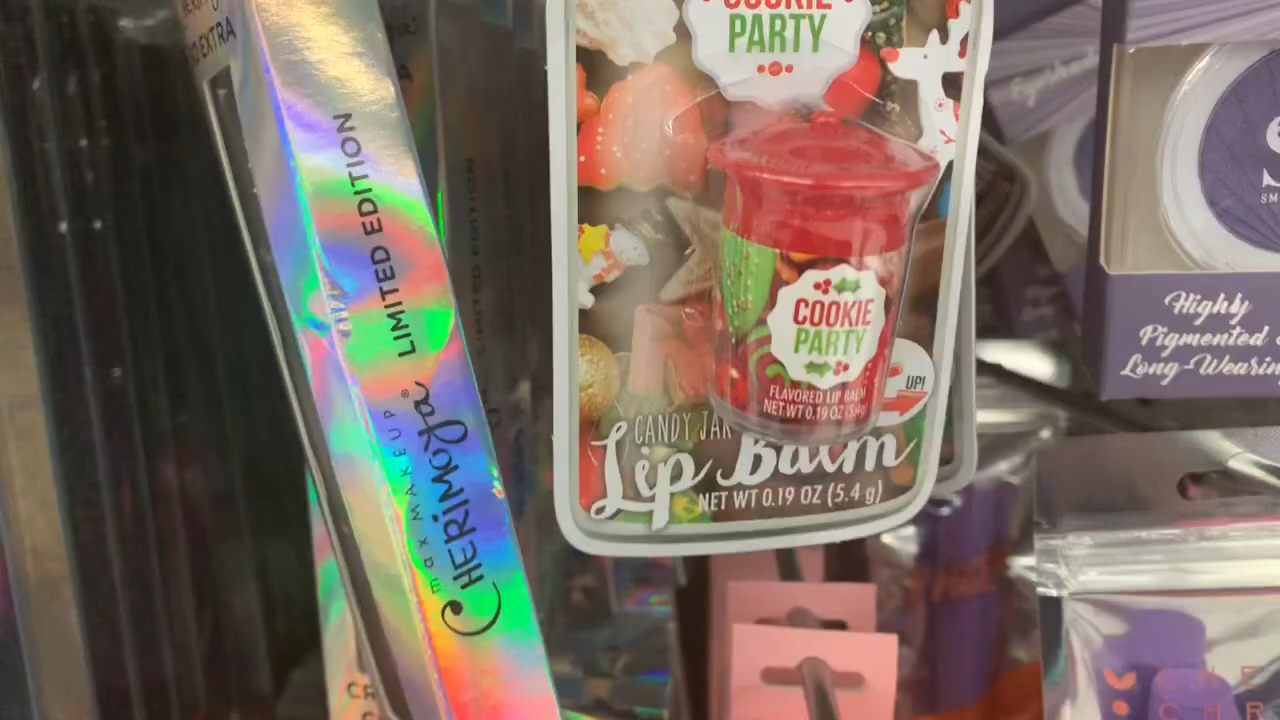 EXTRA
LIMITED EDITION
max MAKEUP
CHERIMOYA®
COOKIE
PARTY
COOKIE
PARTY
FLAVORED LIP BALM
NET WT 0.19 OZ (5.4g)
UP!
CANDY JAR
Lip Balm
NET WT 0.19 OZ (5.4 g)
Highly
Pigmented &
Long-Wearing